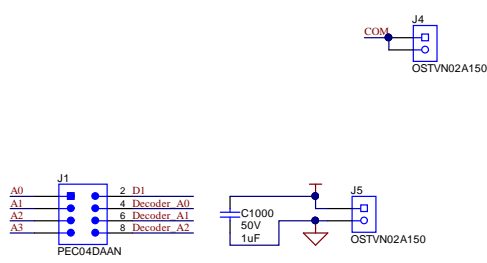 J4
COM
OSTVN02A150
J1
A0 2 D1
A1 4 Decoder_A0
A2 6 Decoder_A1
A3 8 Decoder_A2
PEC04DAAN
C1000
50V
1uF
J5
OSTVN02A150